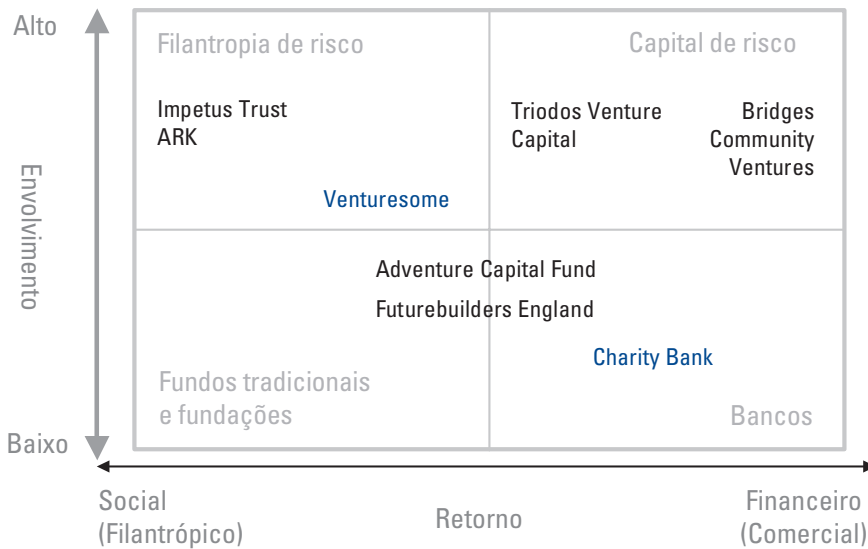 Alto
Filantropia de risco
Capital de risco
Impetus Trust
ARK
Triodos Venture
Capital
Bridges
Community
Ventures
Venturesome
Envolvimento
Adventure Capital Fund
Futurebuilders England
Charity Bank
Fundos tradicionais
e fundações
Bancos
Baixo
Social
(Filantrópico)
Retorno
Financeiro
(Comercial)